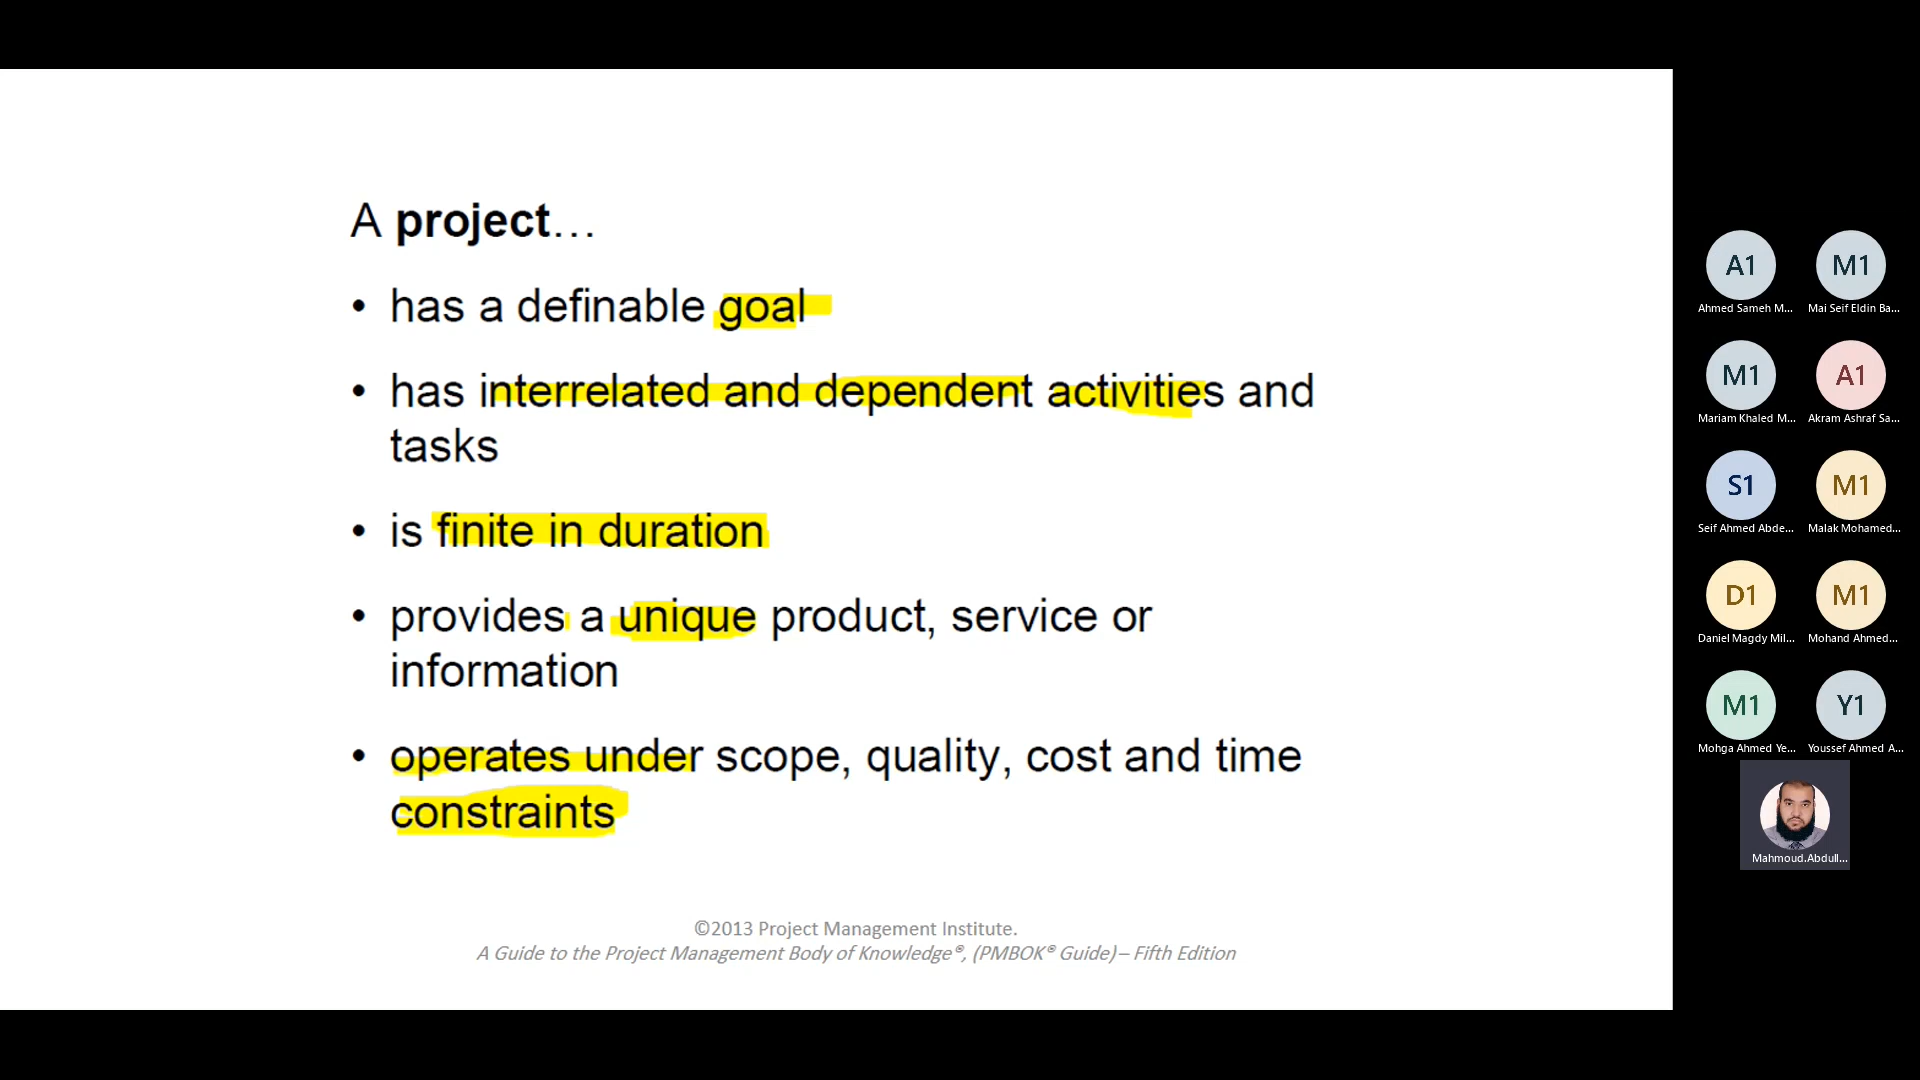 A project...
• has a definable goal
• has interrelated and dependent activities and
tasks
• is finite in duration
• provides a unique product, service or
information
• operates under scope, quality, cost and time
constraints
©2013 Project Management Institute.
A Guide to the Project Management Body of Knowledge®, (PMBOK® Guide) – Fifth Edition
A1
Ahmed Sameh M...
M1
Mai Seif Eldin Ba...
M1
Mariam Khaled M...
A1
Akram Ashraf Sa...
S1
Seif Ahmed Abde...
M1
Malak Mohamed...
D1
Daniel Magdy Mil...
M1
Mohand Ahmed...
M1
Mohga Ahmed Ye...
Y1
Youssef Ahmed A...
Mahmoud.Abdull...